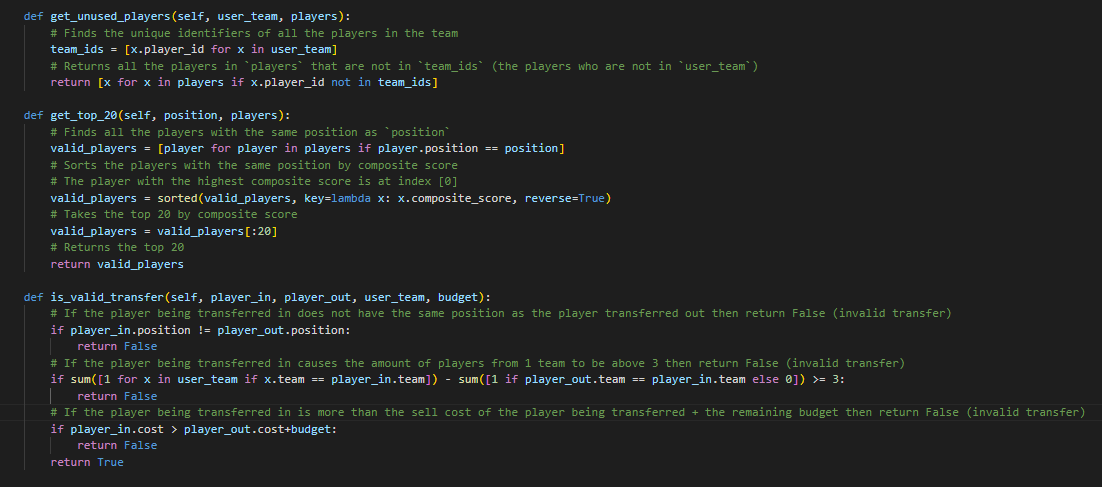 def get_unused_players(self, user_team, players):
# Finds the unique identifiers of all the players in the team
team_ids = [x.player_id for x in user_team]
# Returns all the players in `players` that are not in `team_ids` (the players who are not in `user_team`)
return [x for x in players if x.player_id not in team_ids]
def get_top_20(self, position, players):
# Finds all the players with the same position as `position`
valid_players = [player for player in players if player.position == position]
# Sorts the players with the same position by composite score
# The player with the highest composite score is at index [0]
valid_players = sorted(valid_players, key=lambda x: x.composite_score, reverse=True)
# Takes the top 20 by composite score
valid_players = valid_players[:20]
# Returns the top 20
return valid_players
def is_valid_transfer(self, player_in, player_out, user_team, budget):
# If the player being transferred in does not have the same position as the player transferred out then return False (invalid transfer)
if player_in.position != player_out.position:
return False
# If the player being transferred in causes the amount of players from 1 team to be above 3 then return False (invalid transfer)
if sum([1 for x in user_team if x.team == player_in.team]) - sum([1 if player_out.team == player_in.team else 0]) >= 3:
return False
# If the player being transferred in is more than the sell cost of the player being transferred + the remaining budget then return False (invalid transfer)
if player_in.cost > player_out.cost+budget:
return False
return True